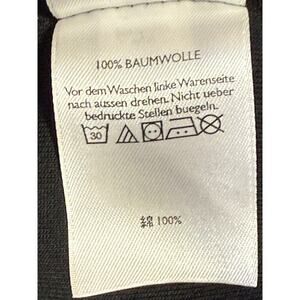 100% BAUMWOLLE
Vor dem Waschen linke Warenseite
nach aussen drehen. Nicht ueber
bedruckte Stellen buegeln.
30
綿 100%